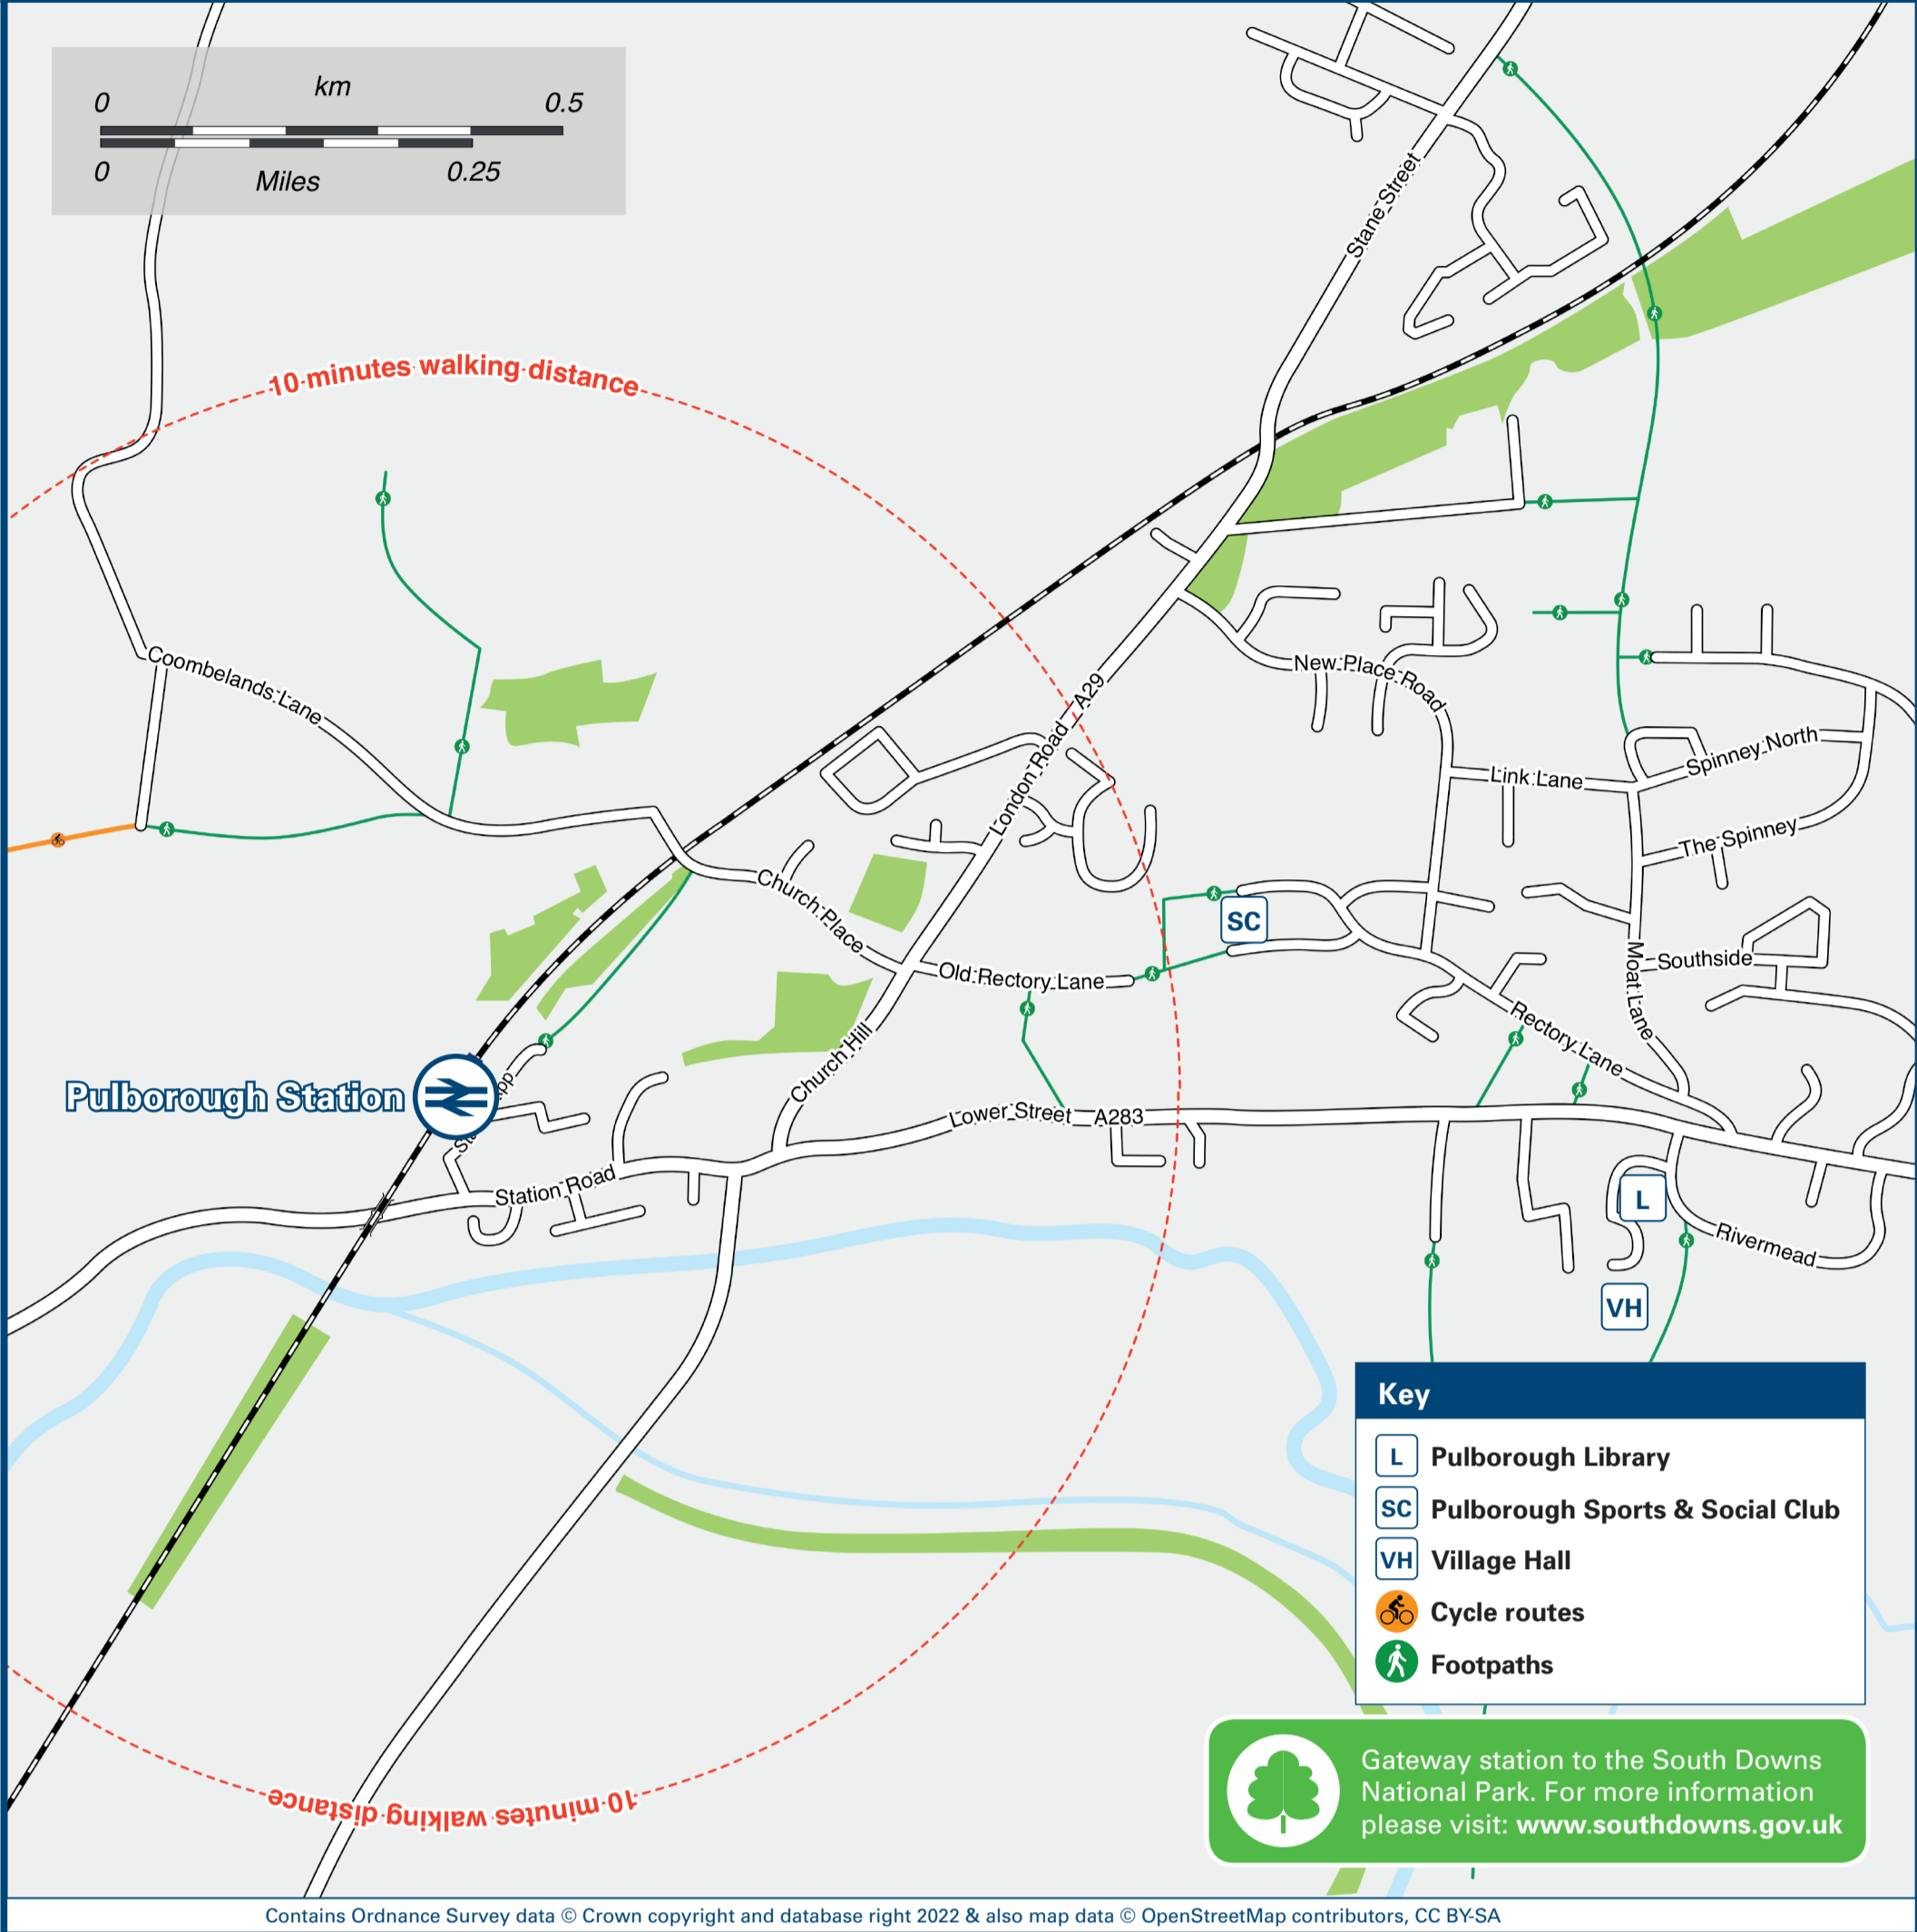 km
0 0.5
0 0.25
Miles
Stane Street
10 minutes walking distance
A29
London Road
New Place Road
Coombelands Lane
Link Lane
Spinney North
The Spinney
Church Place
SC
Old Rectory Lane
Moat Lane
Southside
Rectory Lane
Church Hill
Pulborough Station
Lower Street A283
Station Road
L
Rivermead
VH
Key
L Pulborough Library
SC Pulborough Sports & Social Club
VH Village Hall
Cycle routes
Footpaths
10 minutes walking distance
Gateway station to the South Downs
National Park. For more information
please visit: www.southdowns.gov.uk
Contains Ordnance Survey data © Crown copyright and database right 2022 & also map data © OpenStreetMap contributors, CC BY-SA